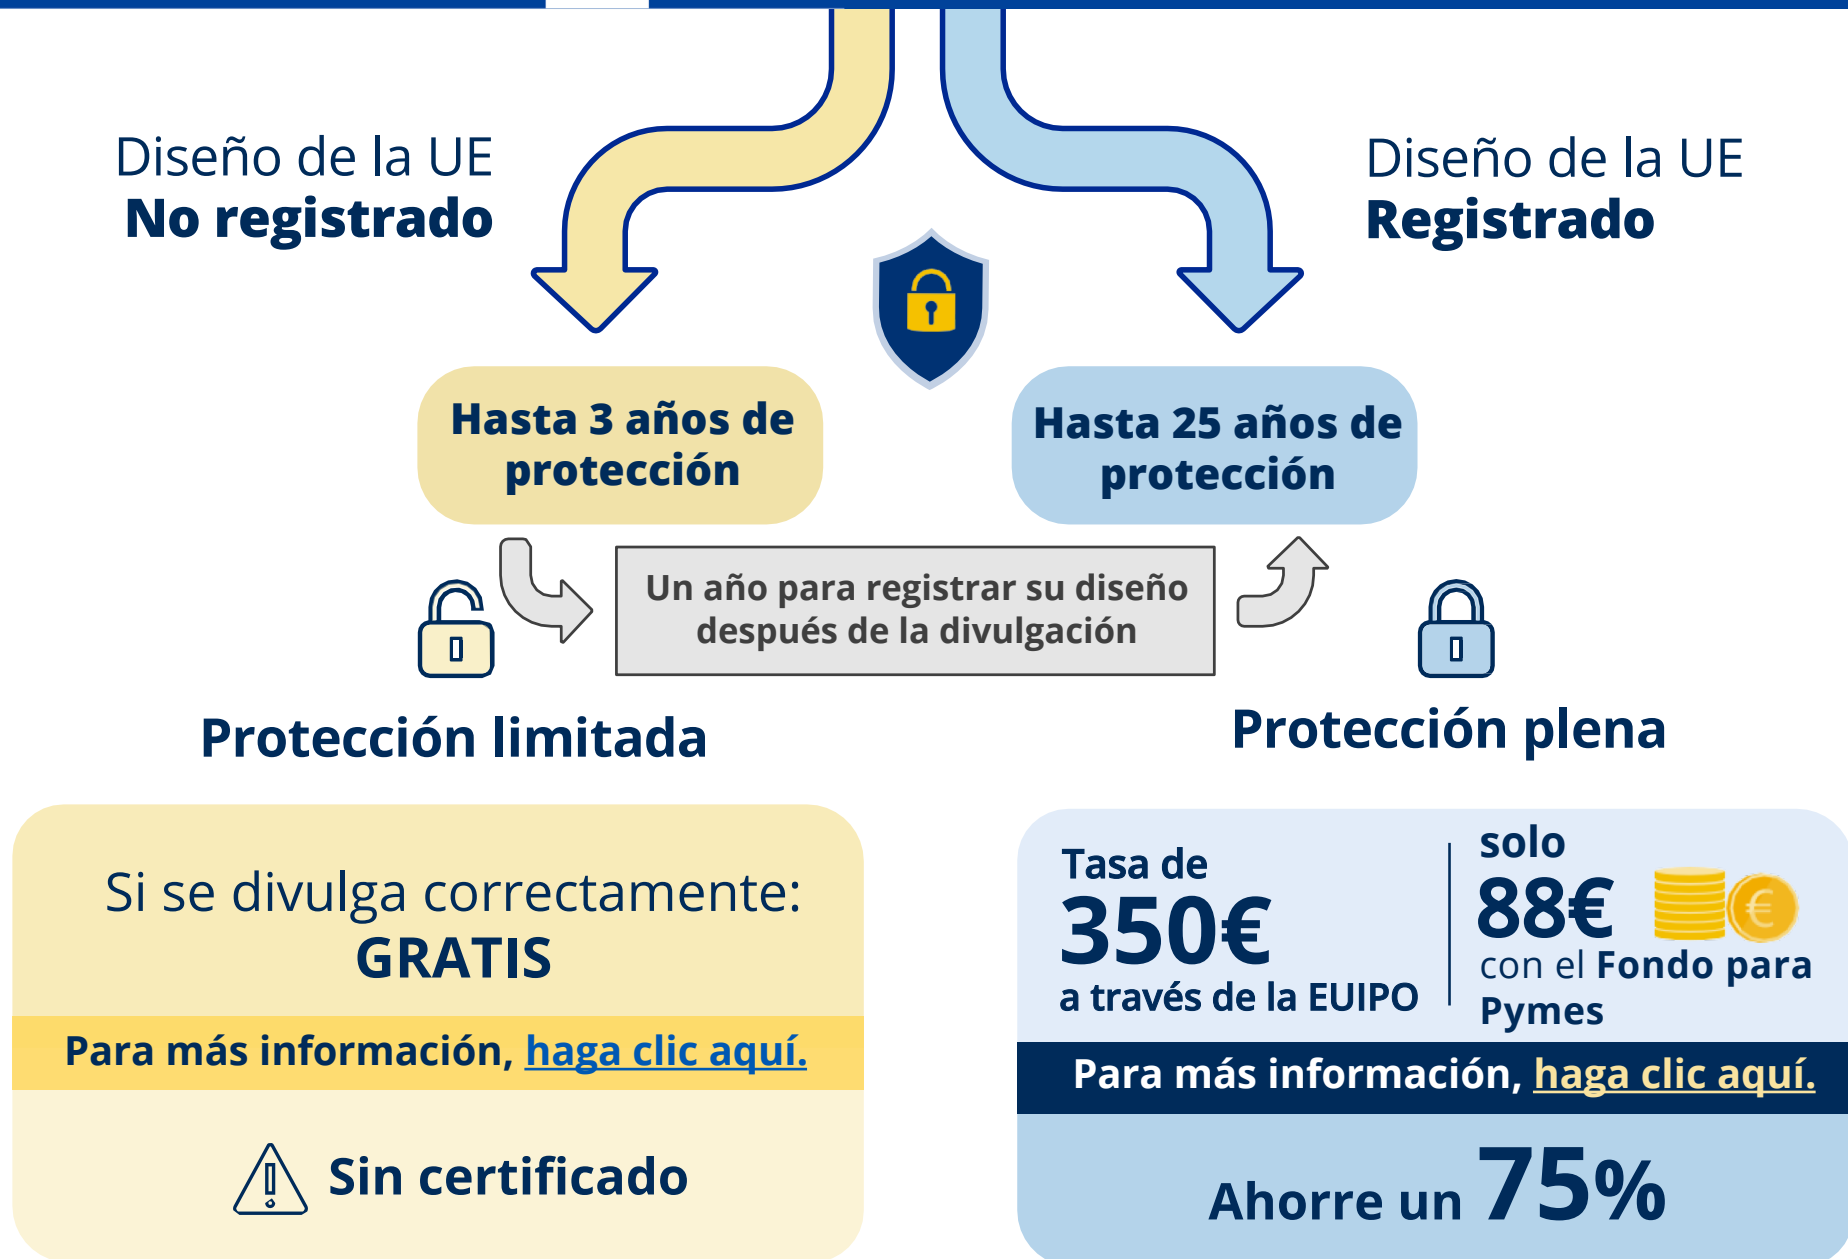 Diseño de la UE
No registrado
Diseño de la UE
Registrado
Hasta 3 años de
protección
Hasta 25 años de
protección
Un año para registrar su diseño
después de la divulgación
Protección limitada
Protección plena
Si se divulga correctamente:
GRATIS
Para más información, haga clic aquí.
Sin certificado
Tasa de
350€
a través de la EUIPO
solo
88€
con el Fondo para
Pymes
Para más información, haga clic aquí.
Ahorre un 75%